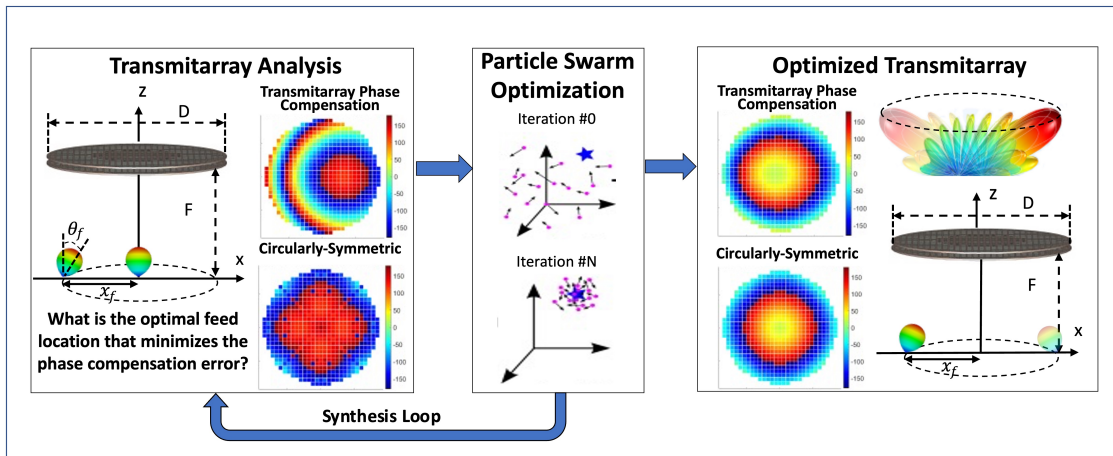 Transmitarray Analysis
z
D
F
θf
x
xf
What is the optimal feed
location that minimizes the
phase compensation error?
Transmitarray Phase
Compensation
150
100
50
0
-50
-100
-150
Circularly-Symmetric
150
100
50
0
-50
-100
-150
Particle Swarm
Optimization
Iteration #0
Iteration #N
Synthesis Loop
Optimized Transmitarray
Transmitarray Phase
Compensation
150
100
50
0
-50
-100
-150
Circularly-Symmetric
150
100
50
0
-50
-100
-150
z
D
F
x
xf